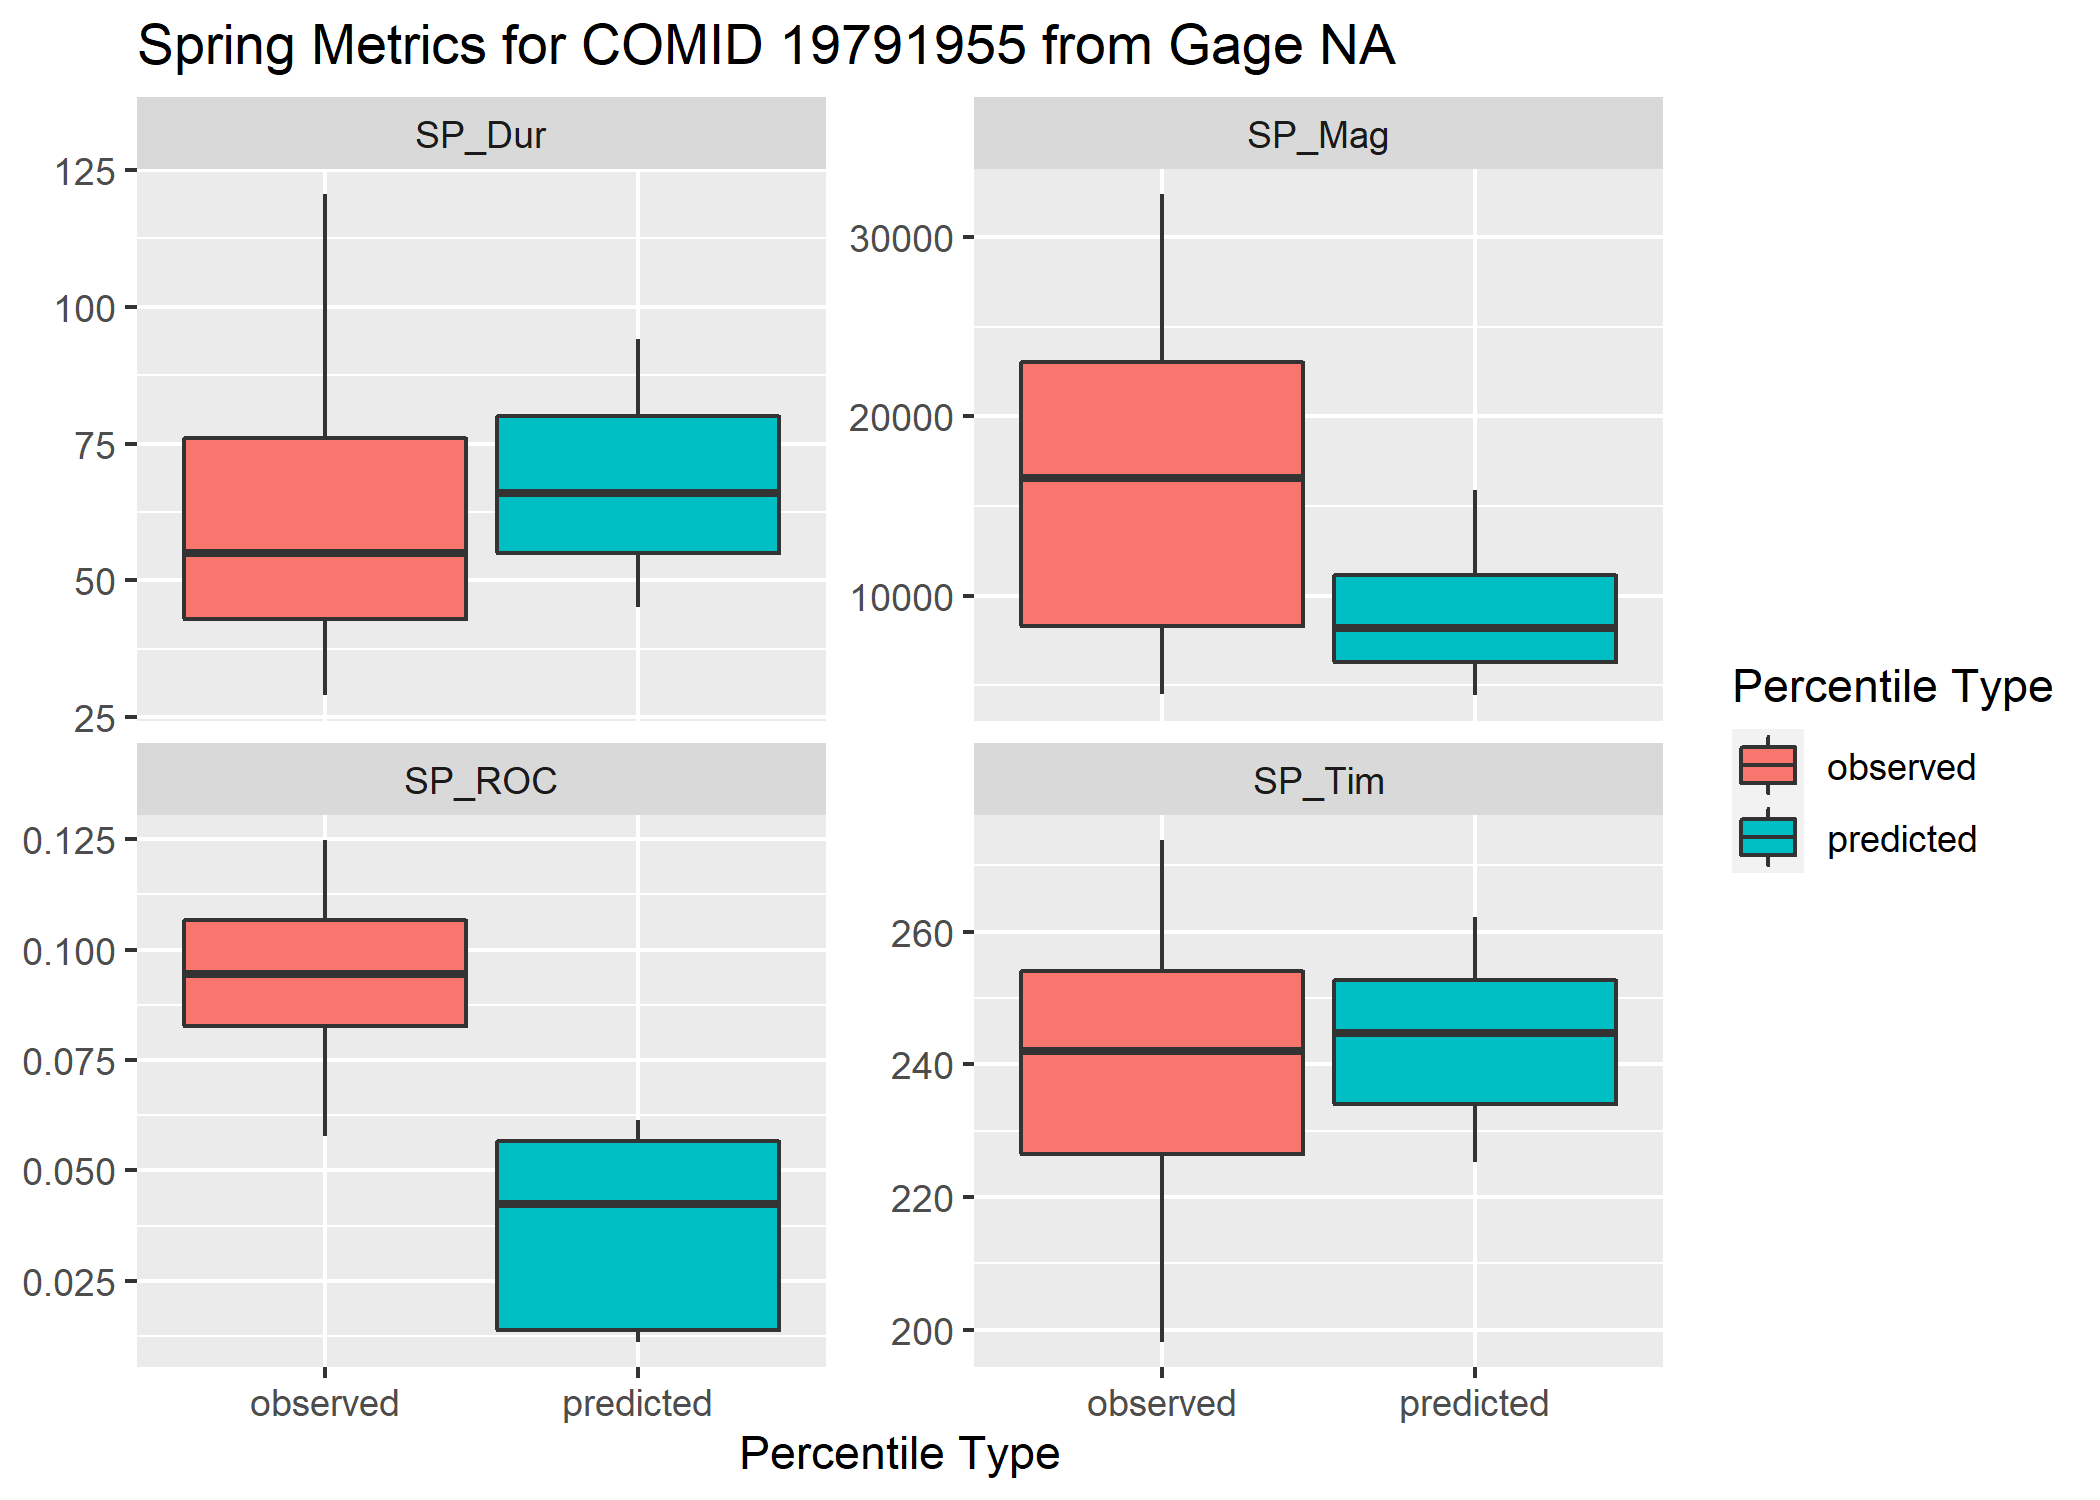 Spring Metrics for COMID 19791955 from Gage NA
SP_Dur
SP_Mag
125
100
75
50
25
30000
20000
10000
SP_ROC
SP_Tim
0.125
0.100
0.075
0.050
0.025
260
240
220
200
observed
predicted
observed
predicted
Percentile Type
Percentile Type
observed
predicted